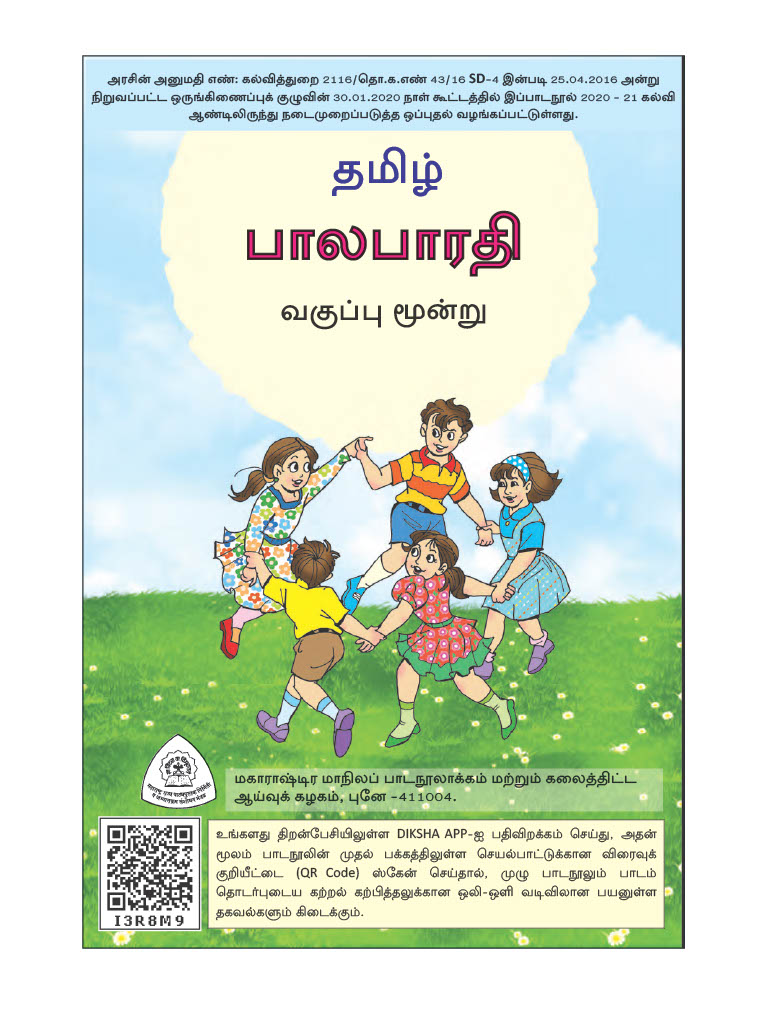 அரசின் அனுமதி எண்: கல்வித்துறை 2116/தொ.க.எண் 43/16 SD-4 இன்படி 25.04.2016 அன்று
நிறுவப்பட்ட ஒருங்கிணைப்புக் குழுவின் 30.01.2020 நாள் கூட்டத்தில் இப்பாடநூல் 2020 - 21 கல்வி
ஆண்டிலிருந்து நடைமுறைப்படுத்த ஒப்புதல் வழங்கப்பட்டுள்ளது.
தமிழ்
பாலபாரதி
வகுப்பு மூன்று
மகாராஷ்டிர மாநிலப் பாடநூலாக்கம் மற்றும் கலைத்திட்ட
ஆய்வுக் கழகம், புனே -411004.
உங்களது திறன்பேசியிலுள்ள DIKSHA APP-ஐ பதிவிறக்கம் செய்து, அதன்
மூலம் பாடநூலின் முதல் பக்கத்திலுள்ள செயல்பாட்டுக்கான விரைவுக்
குறியீட்டை (QR Code) ஸ்கேன் செய்தால், முழு பாடநூலும் பாடம்
தொடர்புடைய கற்றல் கற்பித்தலுக்கான ஒலி-ஒளி வடிவிலான பயனுள்ள
தகவல்களும் கிடைக்கும்.
I3R8M9